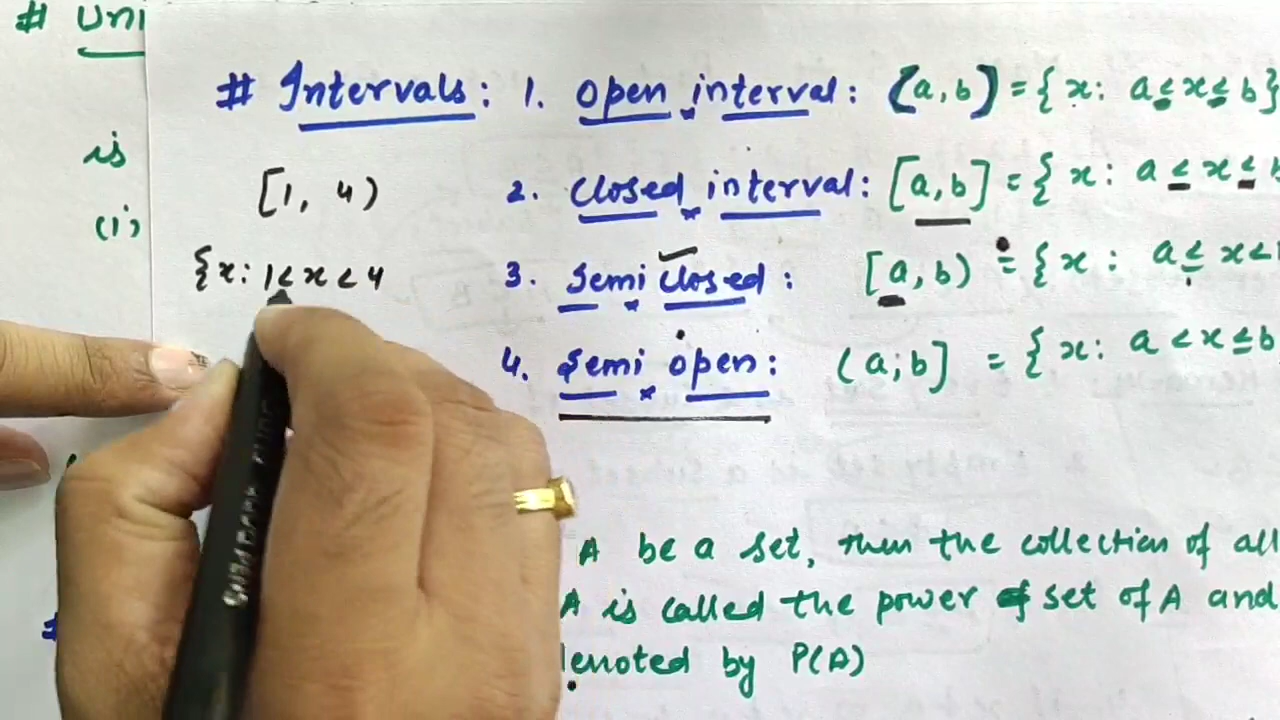 # Uni
# Intervals: 1. Open interval: [a, b] = { x: a ≤ x ≤ b}
is
[1, 4)
2. Closed interval: [a, b] = { x: a ≤ x ≤ b
(i)
{x: 1 ≤ x < 4
3. Semi closed: [a, b) = { x: a ≤ x <
4. Semi open: (a; b] = { x: a < x ≤ b
A be a set, then the collection of all
A is called the power of set of A and
denoted by P(A)